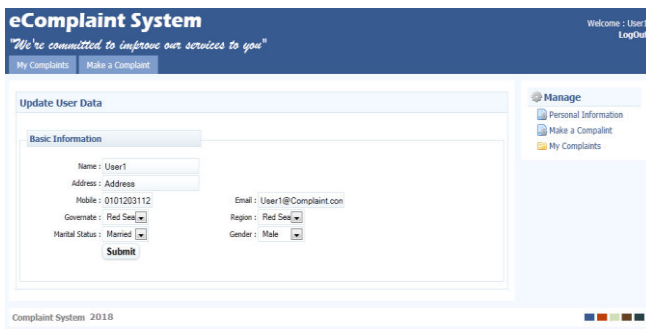 eComplaint System
"We're committed to improve our services to you"
Welcome : User1
LogOut
My Complaints Make a Complaint
Update User Data
Basic Information
Name : User1
Address : Address
Mobile : 0101203112 Email : User1@Complaint.con
Governate : Red Sea Region : Red Sea
Marital Status : Married Gender : Male
Submit
Manage
Personal Information
Make a Compalint
My Complaints
Complaint System 2018